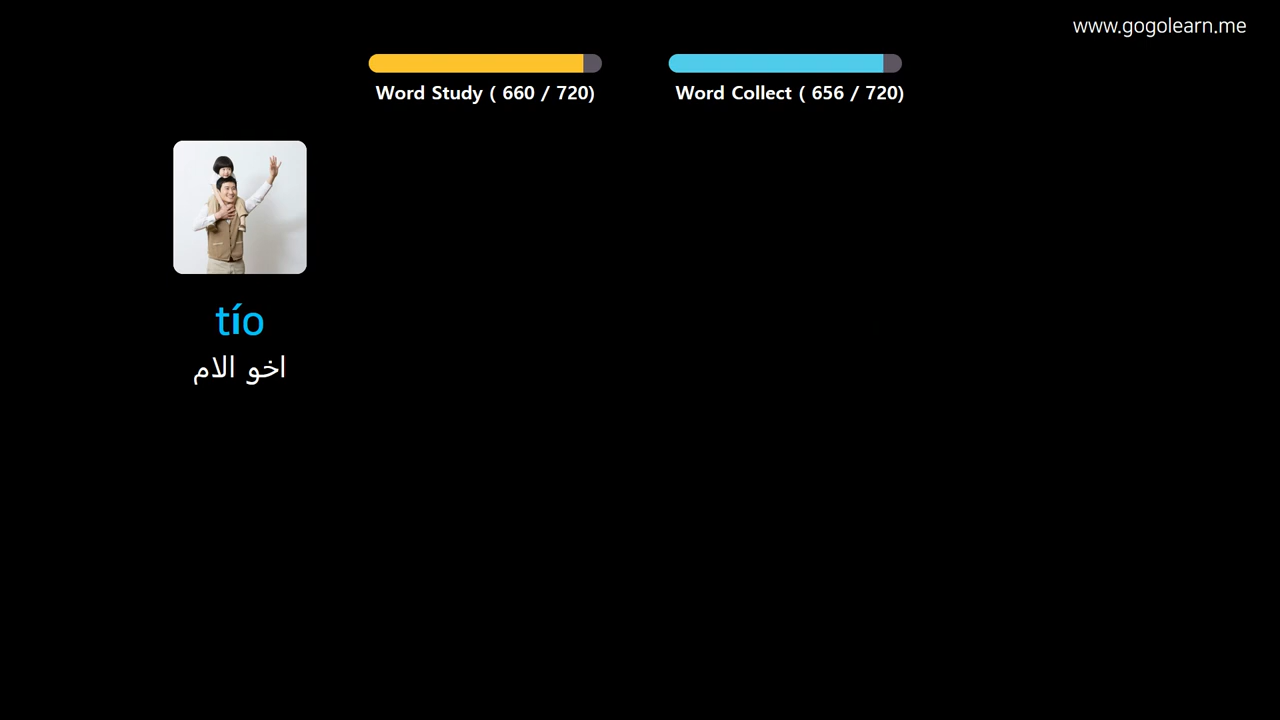 www.gogolearn.me
Word Study ( 660 / 720)
Word Collect ( 656 / 720)
tío
اخو الام